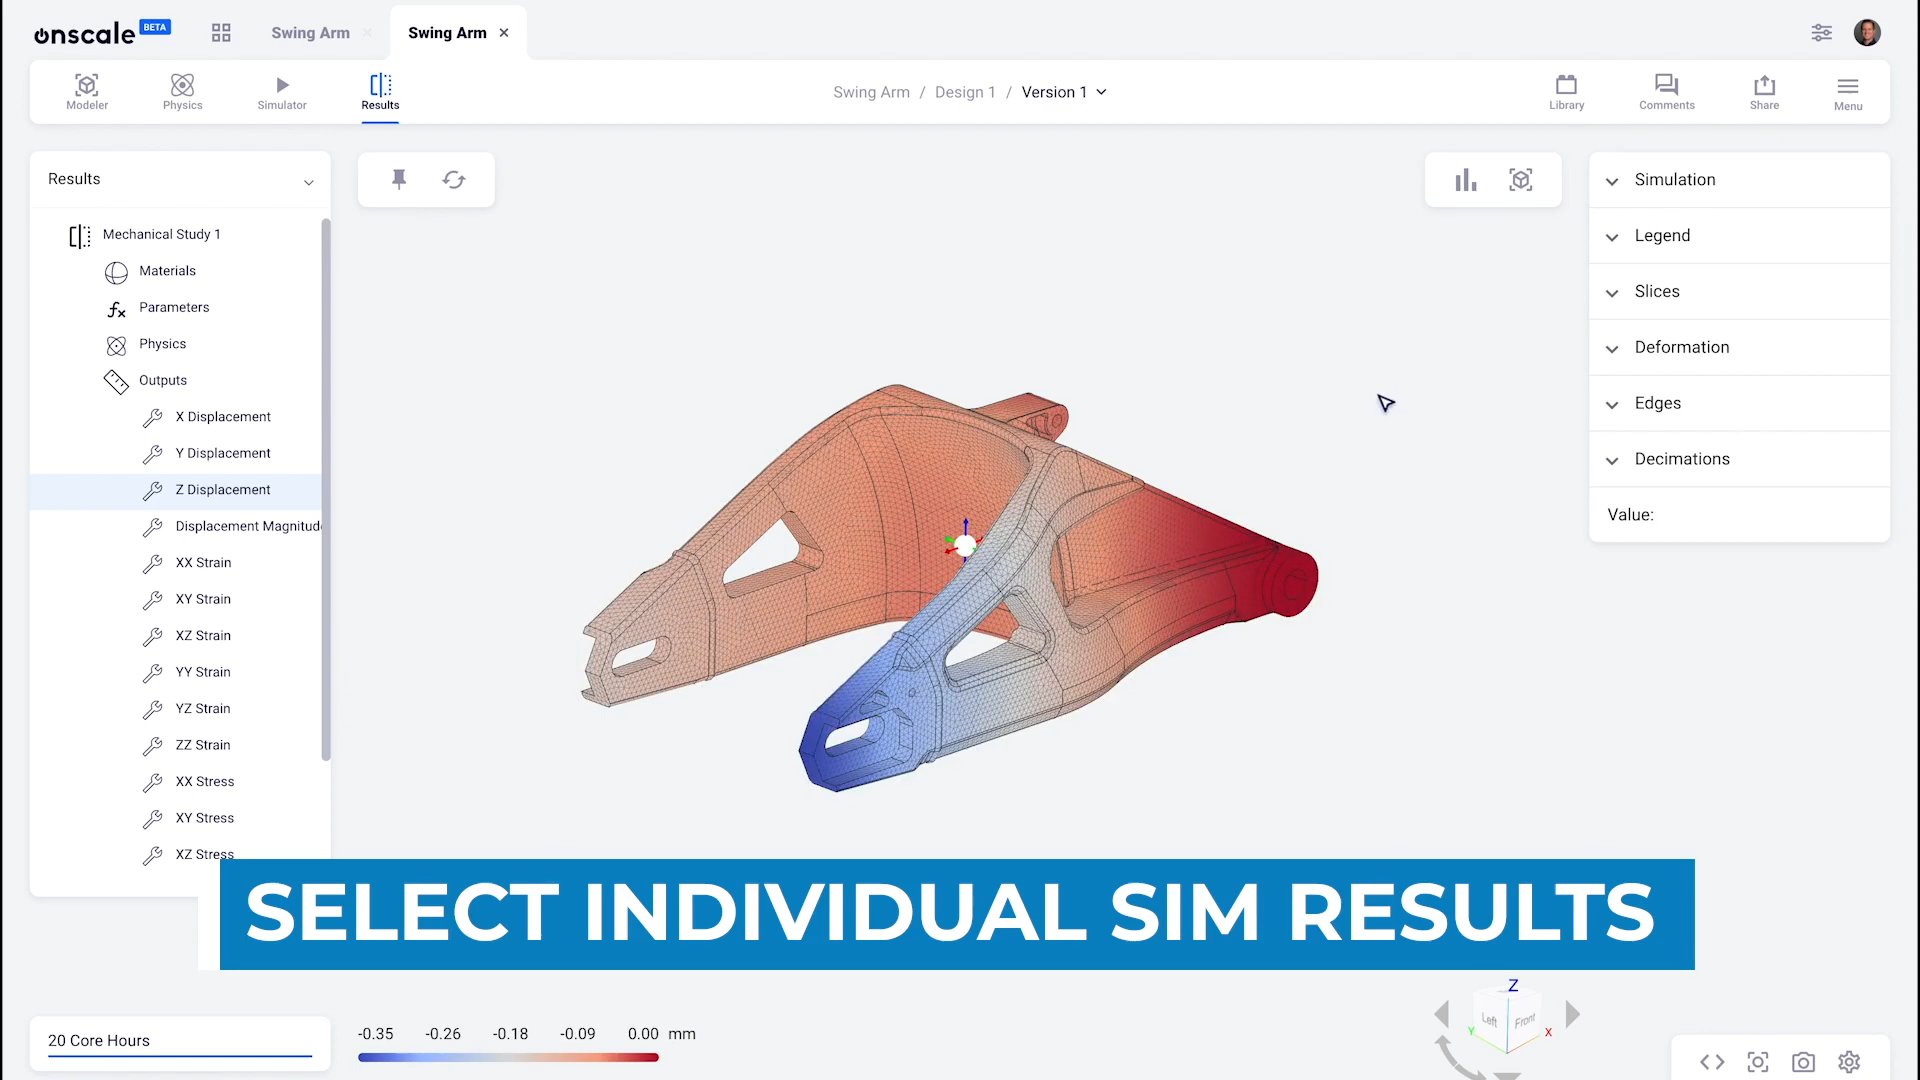 onscale BETA
Swing Arm
Swing Arm
Modeler
Physics
Simulator
Results
Swing Arm / Design 1 / Version 1
Library
Comments
Share
Menu
Results
Mechanical Study 1
Materials
Parameters
Physics
Outputs
X Displacement
Y Displacement
Z Displacement
Displacement Magnitud
XX Strain
XY Strain
XZ Strain
YY Strain
YZ Strain
ZZ Strain
XX Stress
XY Stress
XZ Stress
Simulation
Legend
Slices
Deformation
Edges
Decimations
Value:
SELECT INDIVIDUAL SIM RESULTS
20 Core Hours
-0.35 -0.26 -0.18 -0.09 0.00 mm
Z
Left Front
Y X